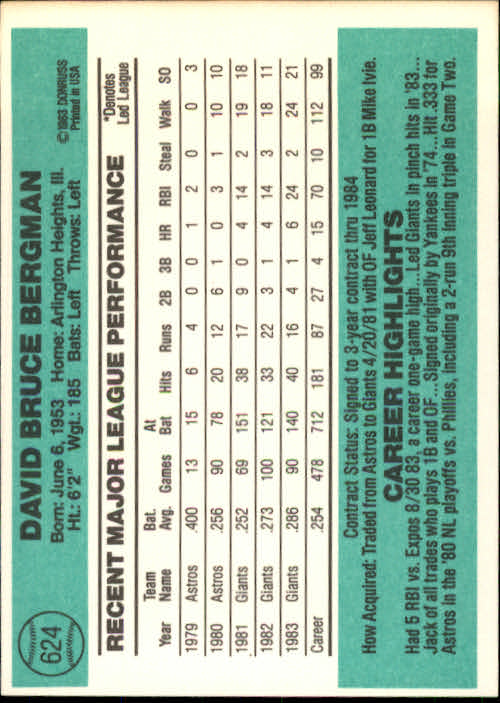 624
DAVID BRUCE BERGMAN
Born: June 6, 1953 Home: Arlington Heights, Ill.
Ht.: 6'2" Wgt.: 185 Bats: Left Throws: Left
©1983 DONRUSS
Printed in USA
RECENT MAJOR LEAGUE PERFORMANCE
*Denotes
Led League
Year Team Name Bat. Avg. Games At Bat Hits Runs 2B 3B HR RBI Steal Walk SO
1979 Astros .400 13 15 6 4 0 0 1 2 0 0 3
1980 Astros .256 90 78 20 12 6 1 0 3 1 10 10
1981 Giants .252 69 151 38 17 9 0 4 14 2 19 18
1982 Giants .273 100 121 33 22 3 1 4 14 3 18 11
1983 Giants .286 90 140 40 16 4 1 6 24 2 24 21
Career .254 478 712 181 87 27 4 15 70 10 112 99
Contract Status: Signed to 3-year contract thru 1984
How Acquired: Traded from Astros to Giants 4/20/81 with OF Jeff Leonard for 1B Mike Ivie.
CAREER HIGHLIGHTS
Had 5 RBI vs. Expos 8/30 83, a career one-game high...Led Giants in pinch hits in '83...
Jack of all trades who plays 1B and OF...Signed originally by Yankees in '74...Hit .333 for
Astros in the '80 NL playoffs vs. Phillies, including a 2-run 9th inning triple in Game Two.